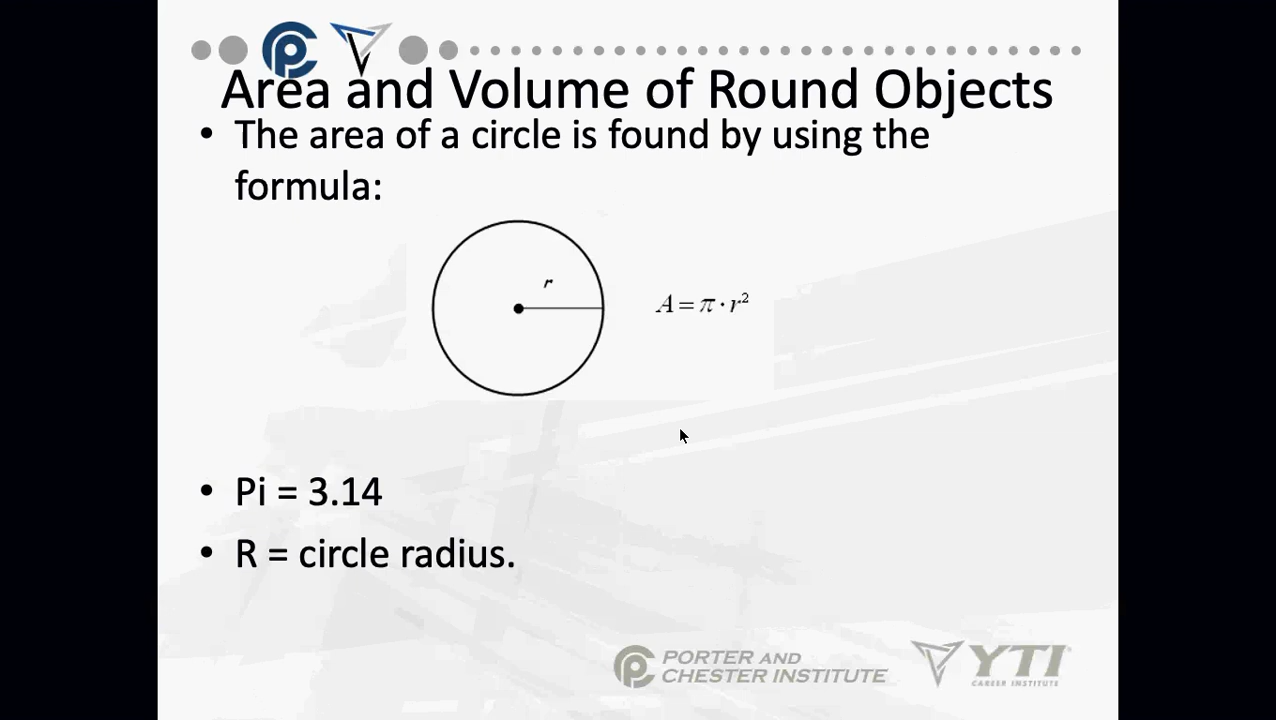 Area and Volume of Round Objects
• The area of a circle is found by using the
formula:
r
A = π · r²
• Pi = 3.14
• R = circle radius.
PORTER AND
CHESTER INSTITUTE
YTI
CAREER INSTITUTE